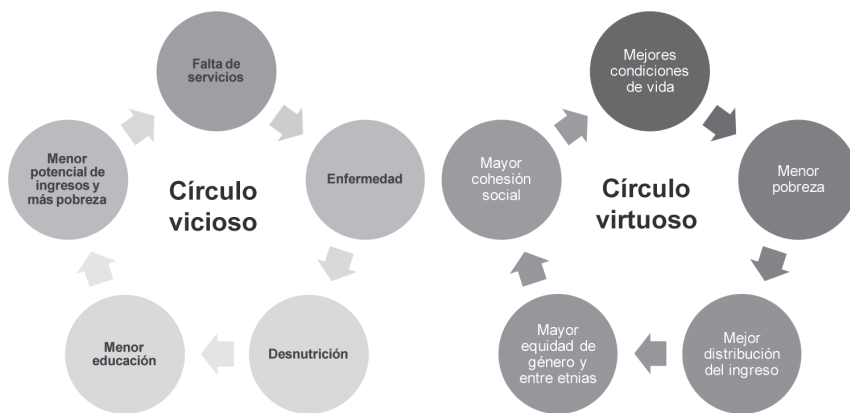 Falta de
servicios
Enfermedad
Desnutrición
Menor
educación
Menor
potencial de
ingresos y
más pobreza
Círculo
vicioso
Mejores
condiciones
de vida
Menor
pobreza
Mejor
distribución
del ingreso
Mayor
equidad de
género y
entre etnias
Mayor
cohesión
social
Círculo
virtuoso